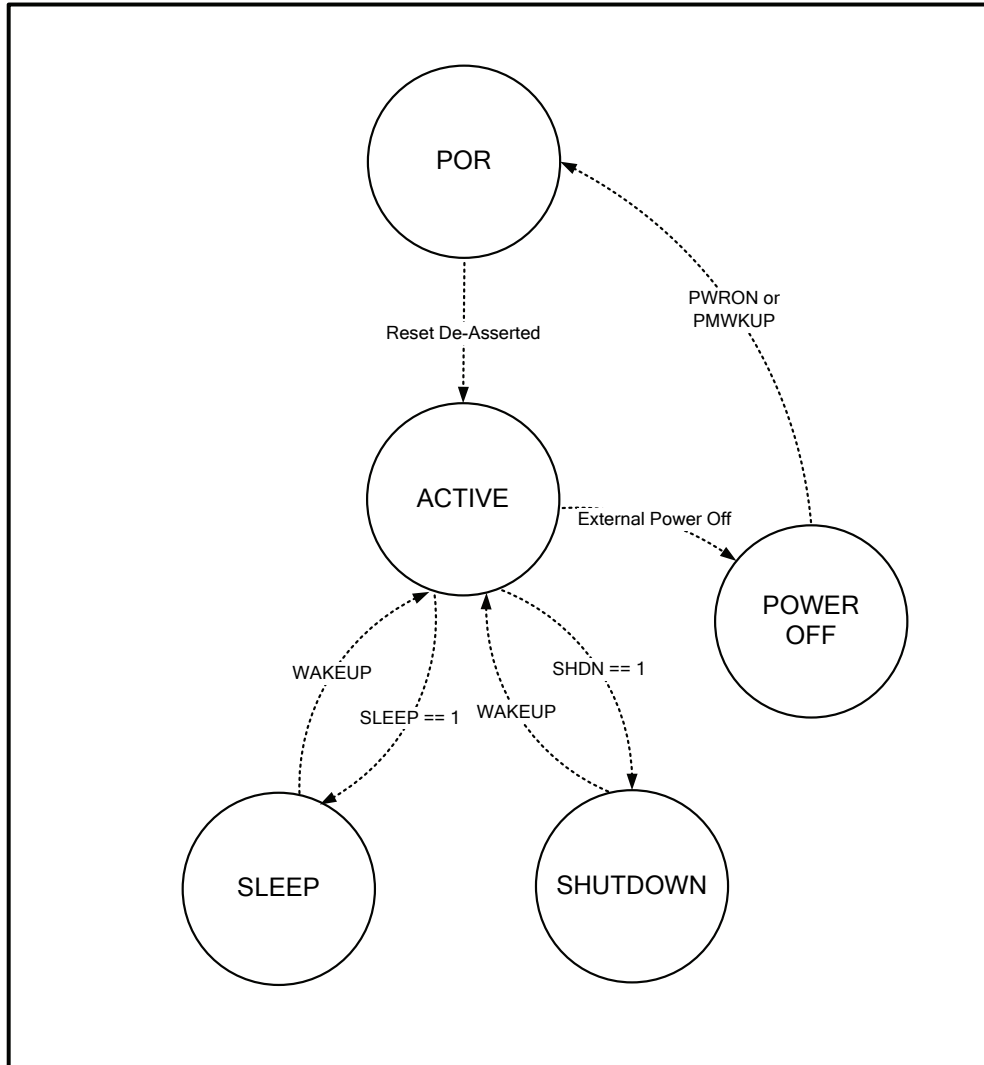 POR
PWRON or
PMWKUP
Reset De-Asserted
ACTIVE
External Power Off
POWER
OFF
WAKEUP
SHDN == 1
SLEEP == 1
WAKEUP
SLEEP
SHUTDOWN